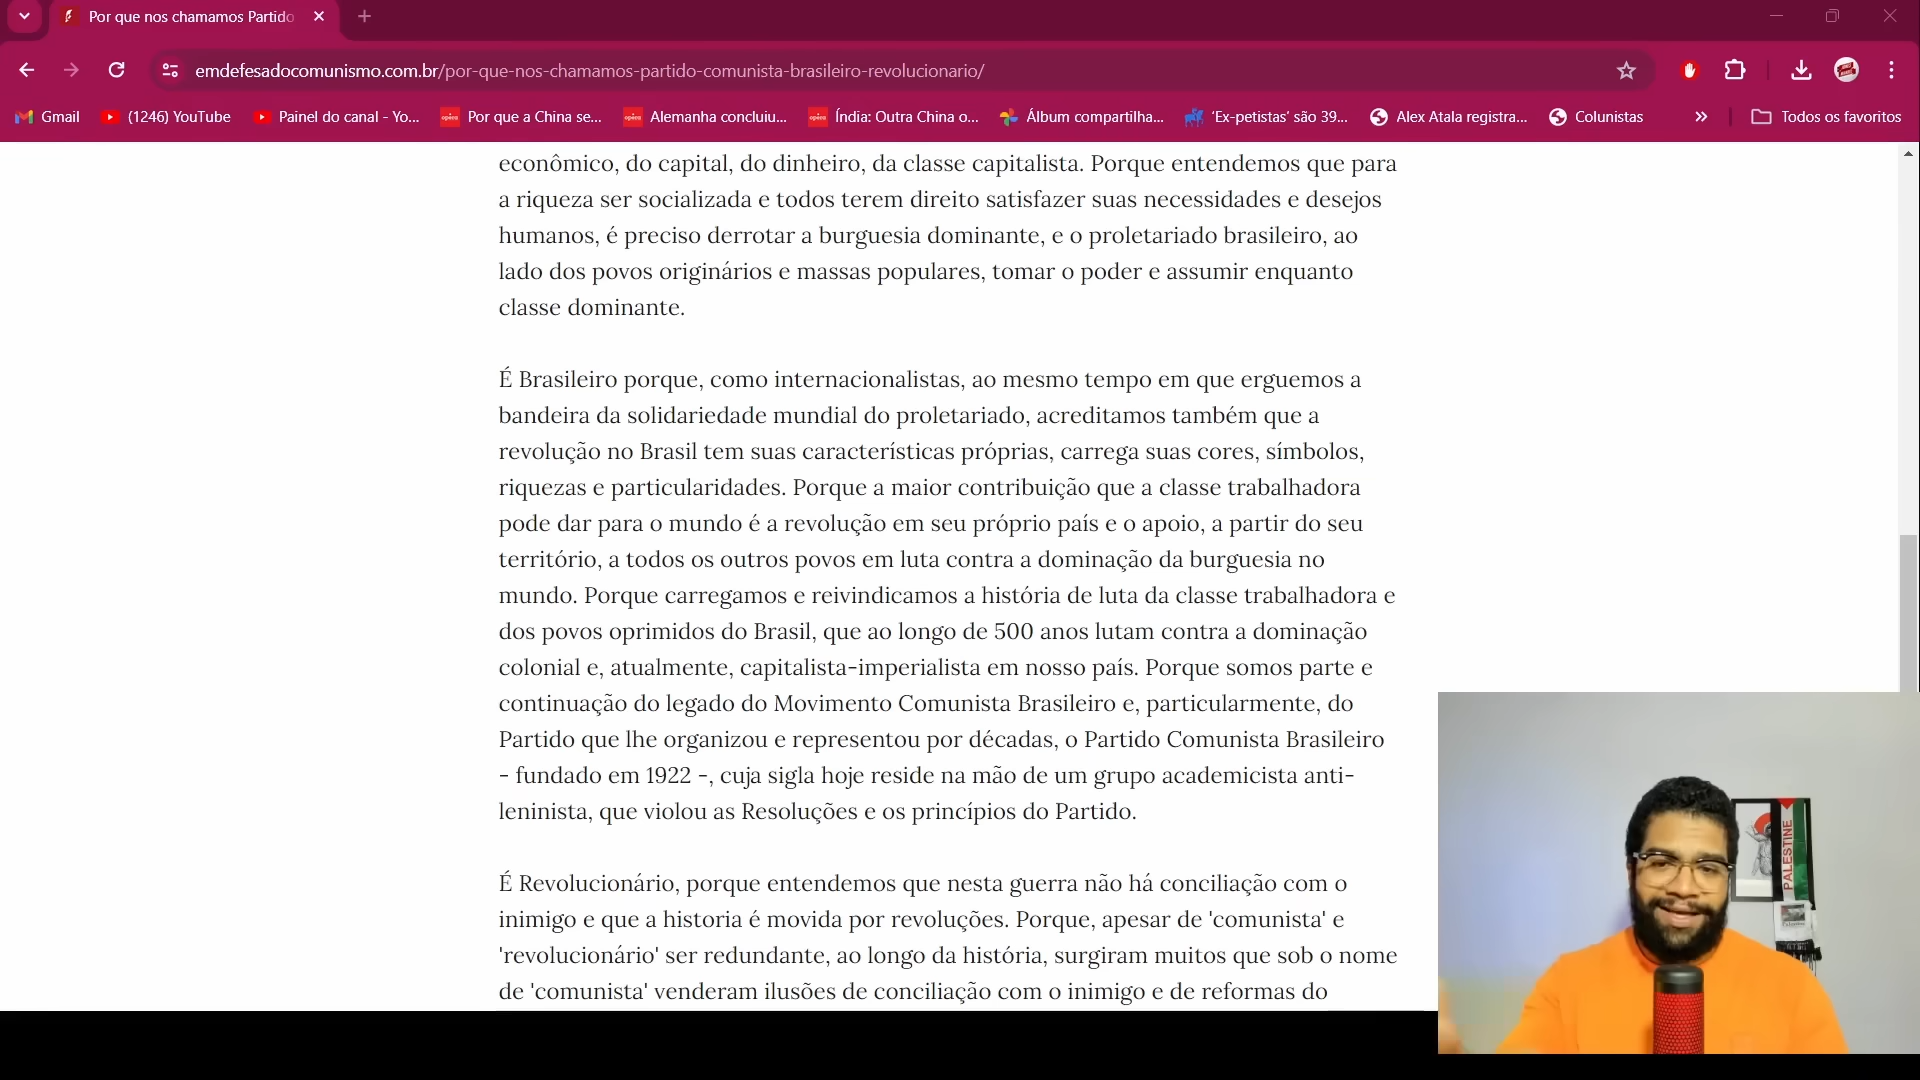 Por que nos chamamos Partido
emdefesadocomunismo.com.br/por-que-nos-chamamos-partido-comunista-brasileiro-revolucionario/
Gmail
(1246) YouTube
Painel do canal - Yo...
Por que a China se...
Alemanha concluiu...
Índia: Outra China o...
Álbum compartilha...
'Ex-petistas' são 39...
Alex Atala registra...
Colunistas
Todos os favoritos
econômico, do capital, do dinheiro, da classe capitalista. Porque entendemos que para
a riqueza ser socializada e todos terem direito satisfazer suas necessidades e desejos
humanos, é preciso derrotar a burguesia dominante, e o proletariado brasileiro, ao
lado dos povos originários e massas populares, tomar o poder e assumir enquanto
classe dominante.
É Brasileiro porque, como internacionalistas, ao mesmo tempo em que erguemos a
bandeira da solidariedade mundial do proletariado, acreditamos também que a
revolução no Brasil tem suas características próprias, carrega suas cores, símbolos,
riquezas e particularidades. Porque a maior contribuição que a classe trabalhadora
pode dar para o mundo é a revolução em seu próprio país e o apoio, a partir do seu
território, a todos os outros povos em luta contra a dominação da burguesia no
mundo. Porque carregamos e reivindicamos a história de luta da classe trabalhadora e
dos povos oprimidos do Brasil, que ao longo de 500 anos lutam contra a dominação
colonial e, atualmente, capitalista-imperialista em nosso país. Porque somos parte e
continuação do legado do Movimento Comunista Brasileiro e, particularmente, do
Partido que lhe organizou e representou por décadas, o Partido Comunista Brasileiro
- fundado em 1922 -, cuja sigla hoje reside na mão de um grupo academicista anti-
leninista, que violou as Resoluções e os princípios do Partido.
É Revolucionário, porque entendemos que nesta guerra não há conciliação com o
inimigo e que a historia é movida por revoluções. Porque, apesar de 'comunista' e
'revolucionário' ser redundante, ao longo da história, surgiram muitos que sob o nome
de 'comunista' venderam ilusões de conciliação com o inimigo e de reformas do
PALESTINE